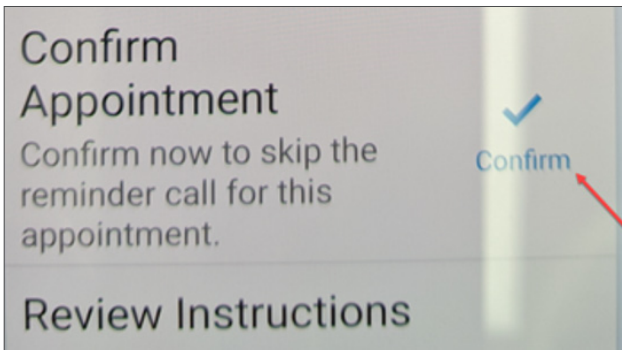 Confirm
Appointment
Confirm now to skip the
reminder call for this
appointment.
Confirm
Review Instructions